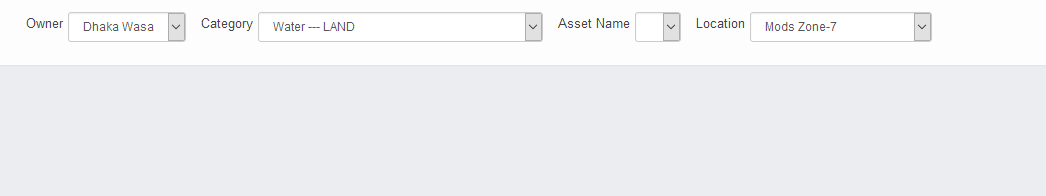 Owner Dhaka Wasa Category Water --- LAND Asset Name Location Mods Zone-7